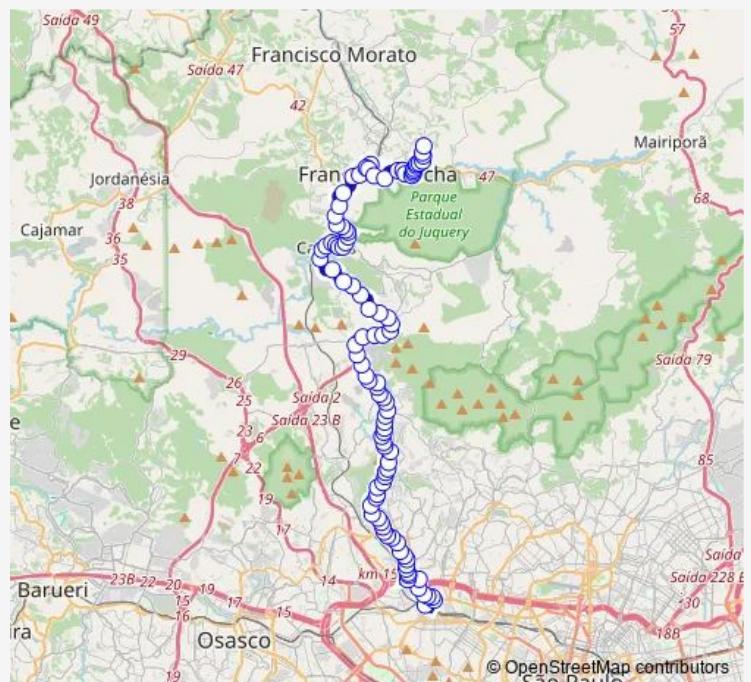 Saída 49
57
Francisco Morato
Saída 47
42
Mairiporã
Jordanésia
Fran
cha
47
38
Parque
Estadual
do Juquery
68
Cajamar
36
35
Ca
Saída 79
29
26
25
Saída 2
Saída 23 B
e
23
6
7
22
85
19
17
Saída
km 15
Saída 228 B
Barueri
23B
22
20
19
17
14
15
15
16
30
ra
Osasco
18B
19
© OpenStreetMap contributors
São Paulo